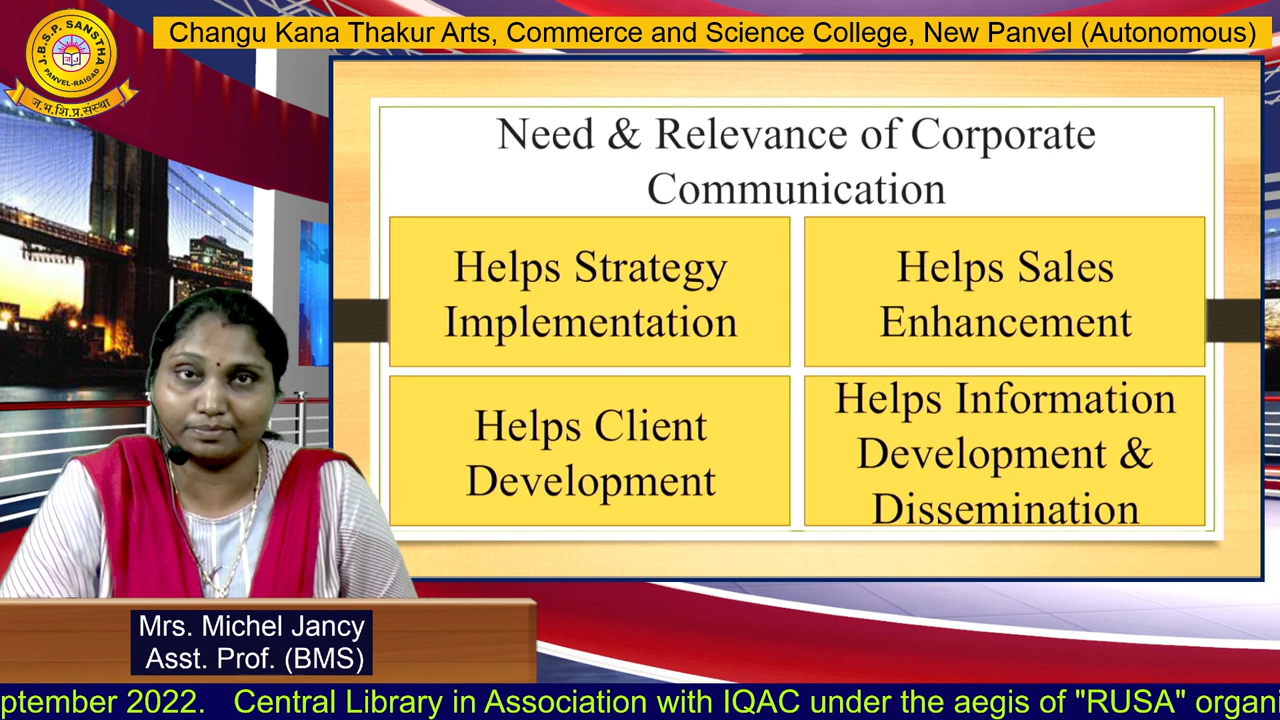 Changu Kana Thakur Arts, Commerce and Science College, New Panvel (Autonomous)
J.B.S.P. SANSTHA
PANVEL-RAIGAD
ज.भ.शि.प्र.संस्था
Need & Relevance of Corporate
Communication
Helps Strategy
Implementation
Helps Sales
Enhancement
Helps Client
Development
Helps Information
Development &
Dissemination
Mrs. Michel Jancy
Asst. Prof. (BMS)
ptember 2022. Central Library in Association with IQAC under the aegis of "RUSA" organ